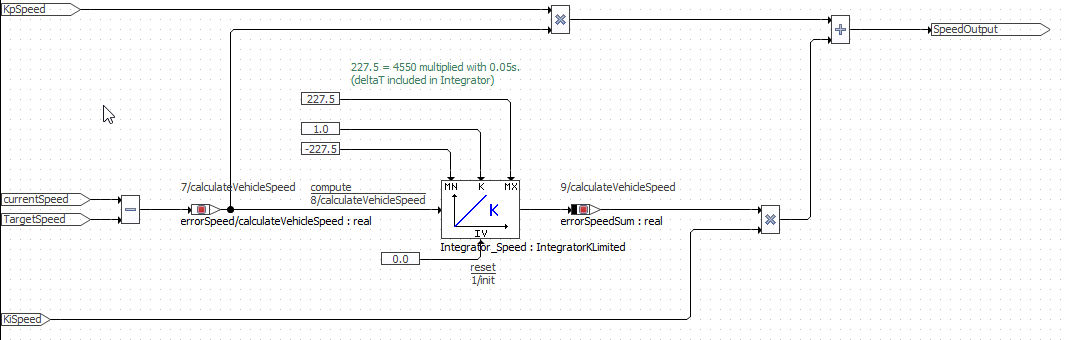 KpSpeed
SpeedOutput
227.5 = 4550 multiplied with 0.05s.
(deltaT included in Integrator)
227.5
1.0
-227.5
7/calculateVehicleSpeed
compute
8/calculateVehicleSpeed
MN K MX
9/calculateVehicleSpeed
currentSpeed
TargetSpeed
K
errorSpeed/calculateVehicleSpeed : real
errorSpeedSum : real
IV
Integrator_Speed : IntegratorKLimited
0.0
reset
1/init
KiSpeed